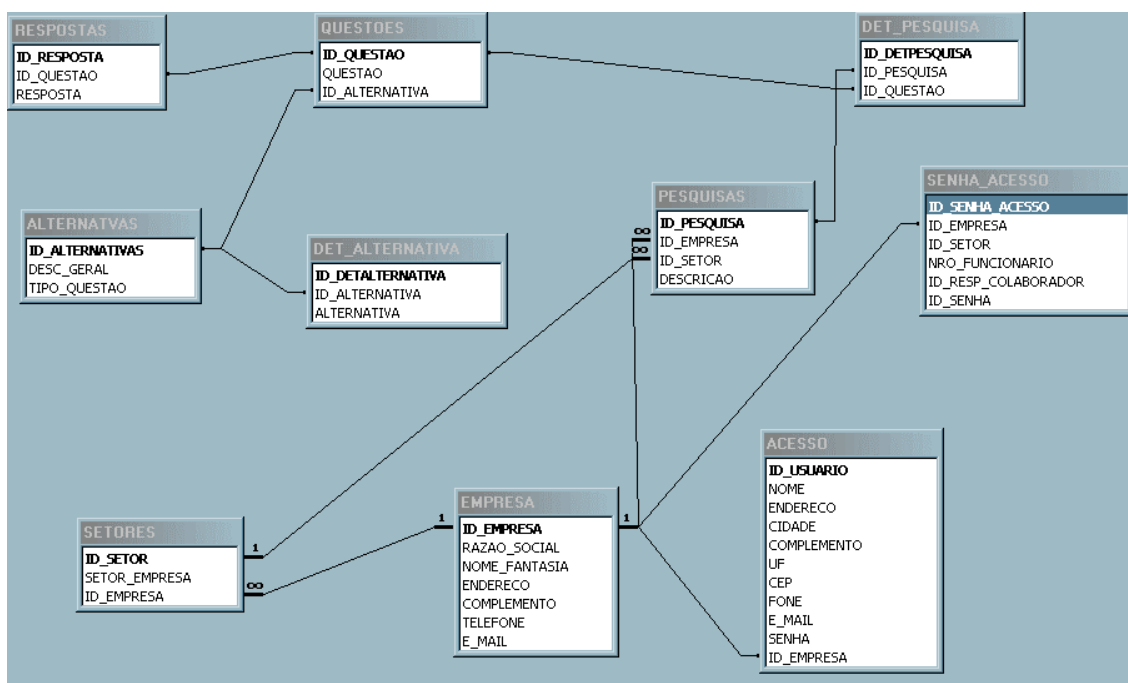 RESPOSTAS
ID_RESPOSTA
ID_QUESTAO
RESPOSTA
QUESTOES
ID_QUESTAO
QUESTAO
ID_ALTERNATIVA
DET_PESQUISA
ID_DETPESQUISA
ID_PESQUISA
ID_QUESTAO
ALTERNATVAS
ID_ALTERNATIVAS
DESC_GERAL
TIPO_QUESTAO
DET_ALTERNATIVA
ID_DETALTERNATIVA
ID_ALTERNATIVA
ALTERNATIVA
PESQUISAS
ID_PESQUISA
ID_EMPRESA
ID_SETOR
DESCRICAO
∞
∞
1
SENHA_ACESSO
ID_SENHA_ACESSO
ID_EMPRESA
ID_SETOR
NRO_FUNCIONARIO
ID_RESP_COLABORADOR
ID_SENHA
SETORES
ID_SETOR
SETOR_EMPRESA
ID_EMPRESA
1
∞
EMPRESA
ID_EMPRESA
RAZAO_SOCIAL
NOME_FANTASIA
ENDERECO
COMPLEMENTO
TELEFONE
E_MAIL
1
1
ACESSO
ID_USUARIO
NOME
ENDERECO
CIDADE
COMPLEMENTO
UF
CEP
FONE
E_MAIL
SENHA
ID_EMPRESA